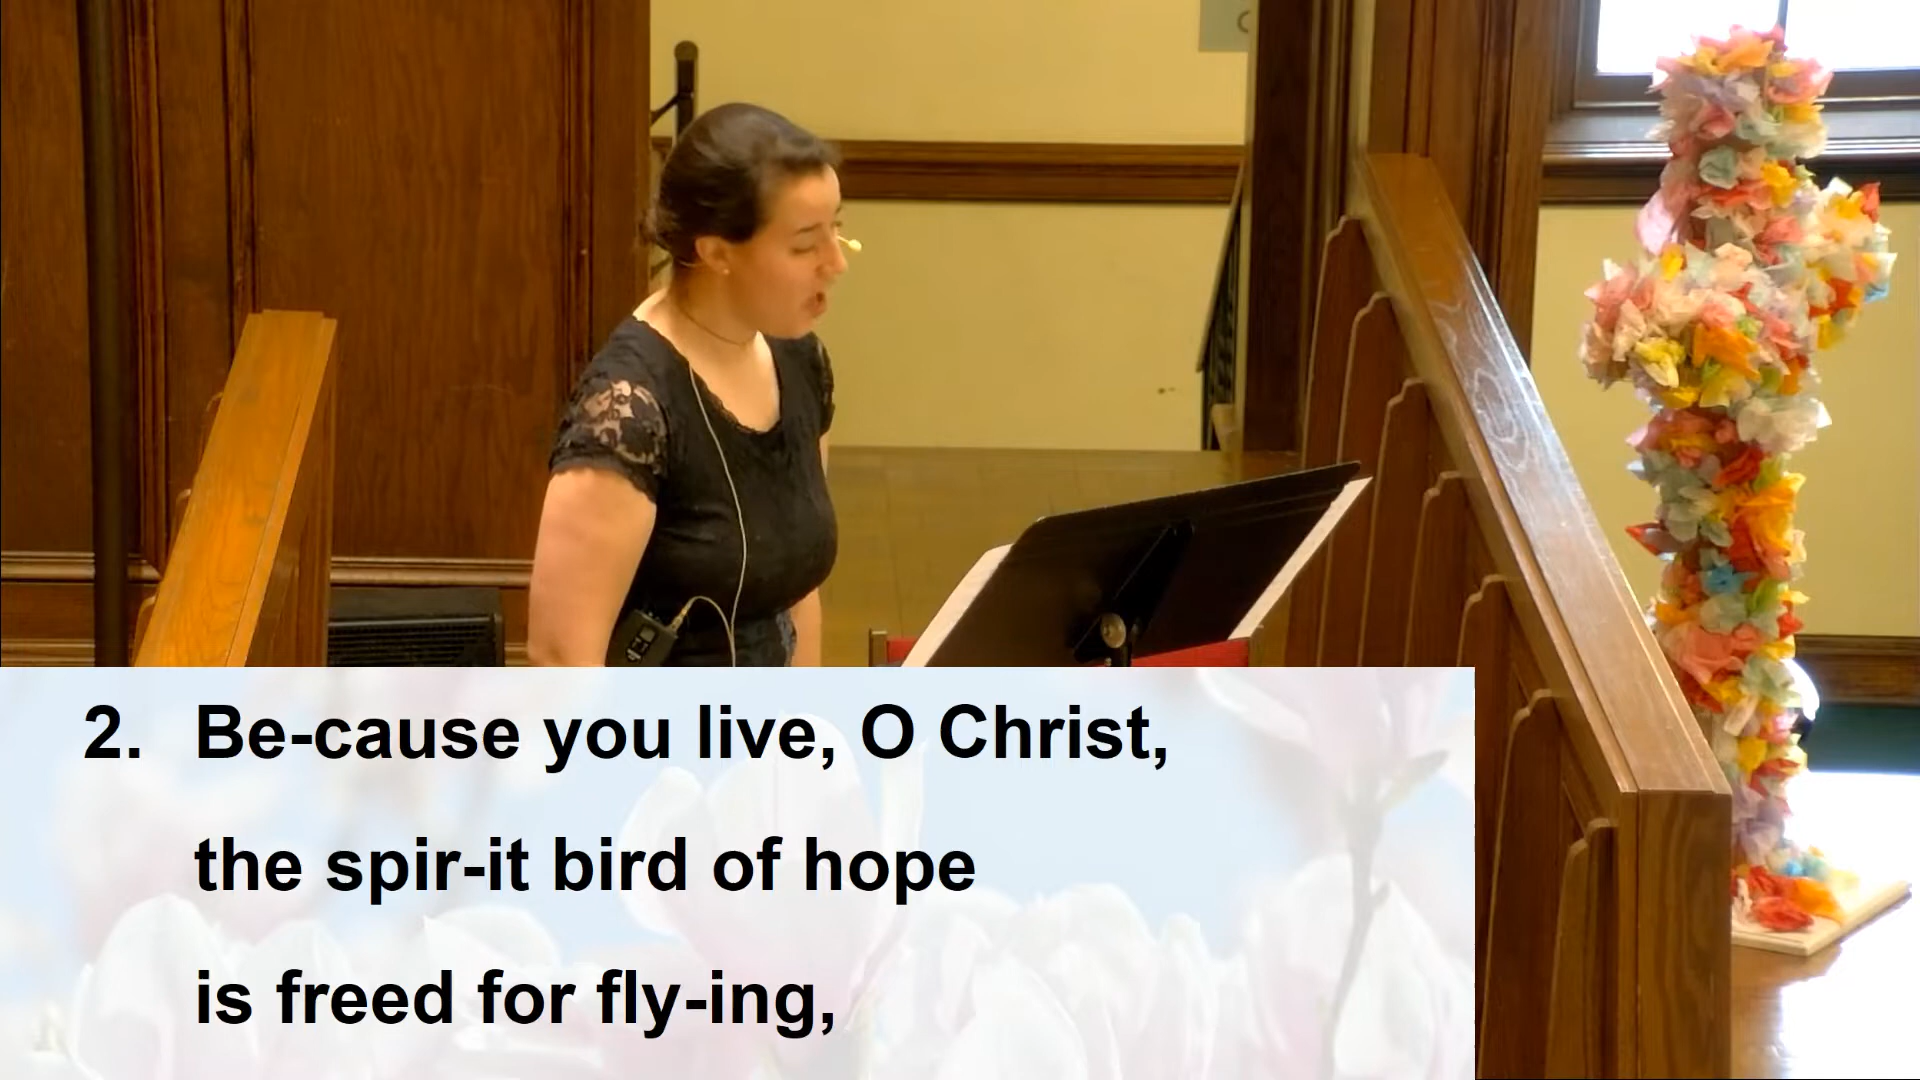 2. Be-cause you live, O Christ,
the spir-it bird of hope
is freed for fly-ing,